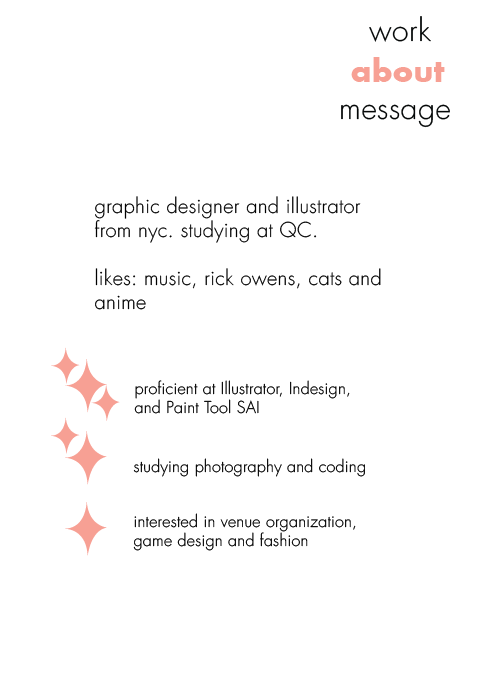 work
about
message
graphic designer and illustrator
from nyc. studying at QC.
likes: music, rick owens, cats and
anime
proficient at Illustrator, Indesign,
and Paint Tool SAI
studying photography and coding
interested in venue organization,
game design and fashion